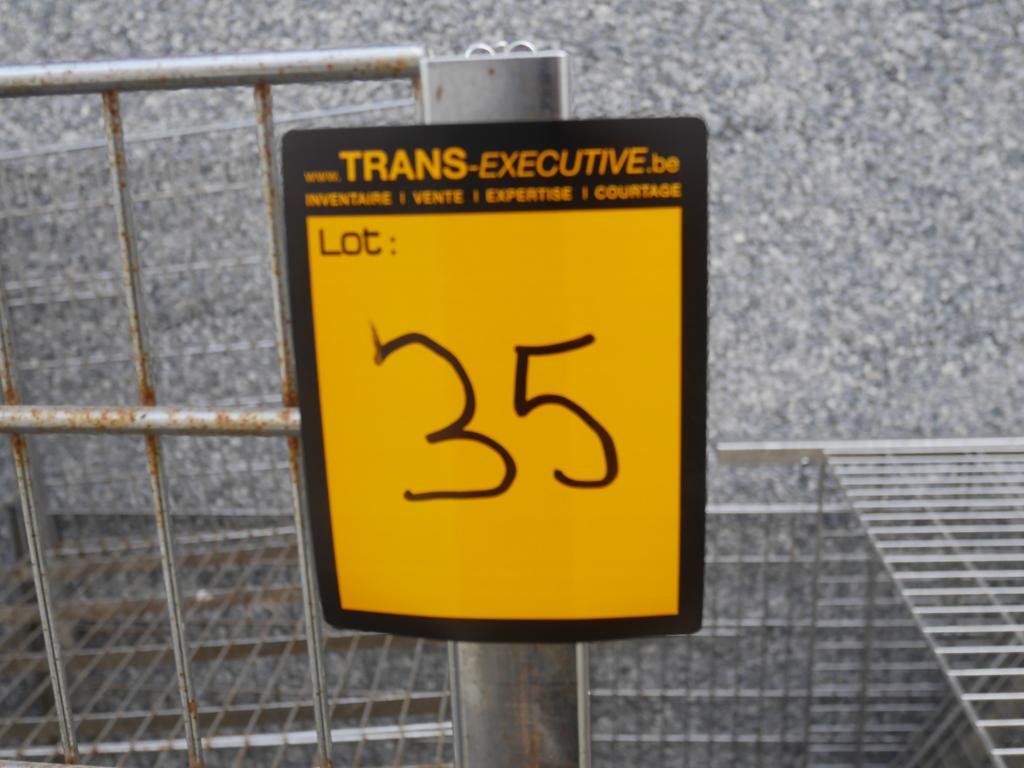 www.TRANS-EXECUTIVE.be
INVENTAIRE I VENTE I EXPERTISE I COURTAGE
Lot:
35